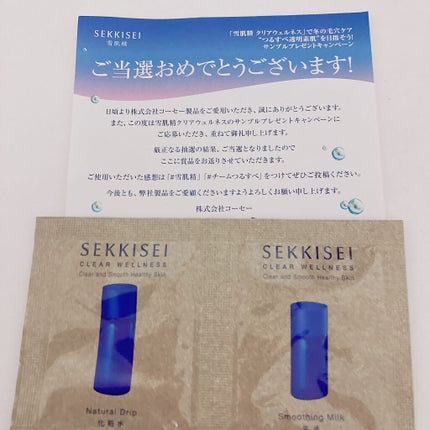 SEKKISEI
雪肌精
「雪肌精 クリアウェルネス」で冬の毛穴ケア
"つるすべ透明素肌"を目指そう!
サンプルプレゼントキャンペーン
ご当選おめでとうございます!
日頃より株式会社コーセー製品をご愛用いただき、誠にありがとうございます。
また、この度は雪肌精クリアウェルネスのサンプルプレゼントキャンペーンに
ご応募いただき、重ねて御礼申し上げます。
厳正なる抽選の結果、ご当選となりましたので
ここに賞品をお送りさせていただきます。
ご使用いただいた感想は「#雪肌精」「#チームつるすべ」をつけてぜひご投稿ください。
今後とも、弊社製品をご愛顧くださいますようよろしくお願い申し上げます。
株式会社コーセー
SEKKISEI
CLEAR WELLNESS
Clear and Smooth Healthy Skin
Natural Drip
化粧水
SEKKISEI
CLEAR WELLNESS
Clear and Smooth Healthy Skin
Smoothing Milk
乳液